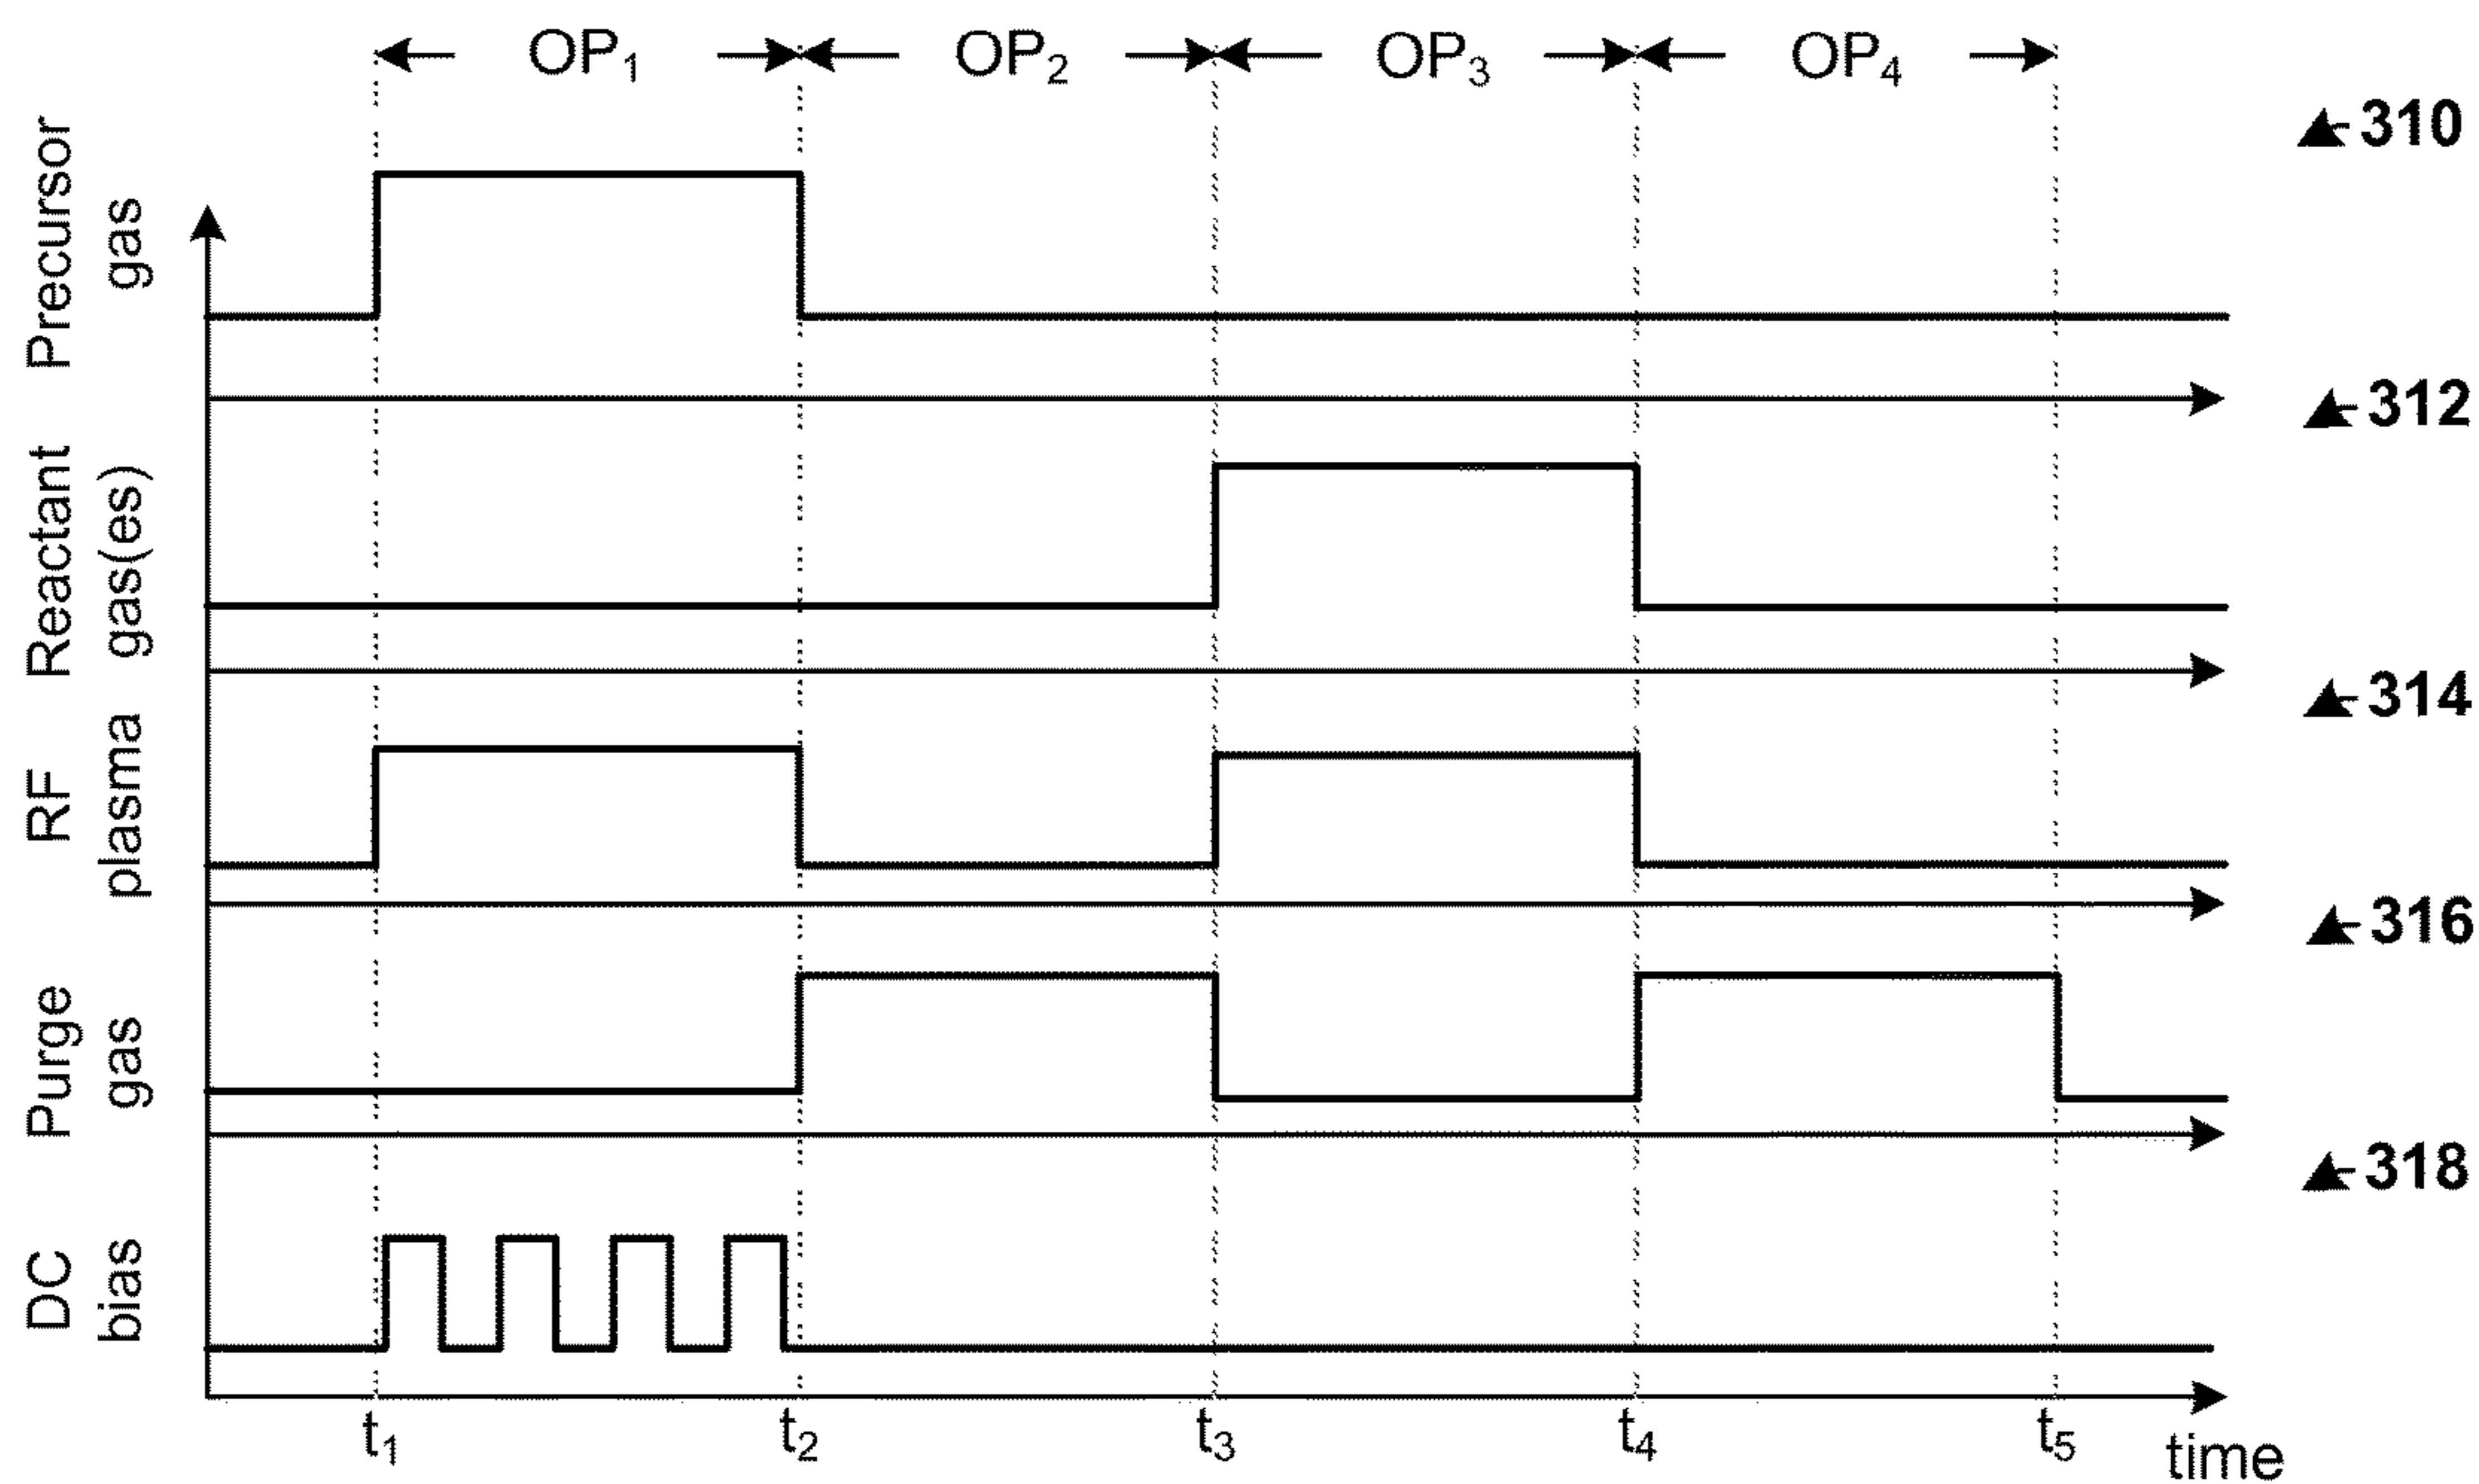 OP1 OP2 OP3 OP4
310
Precursor
gas
312
Reactant
gas(es)
314
RF
plasma
316
Purge
gas
318
DC
bias
t1 t2 t3 t4 t5 time